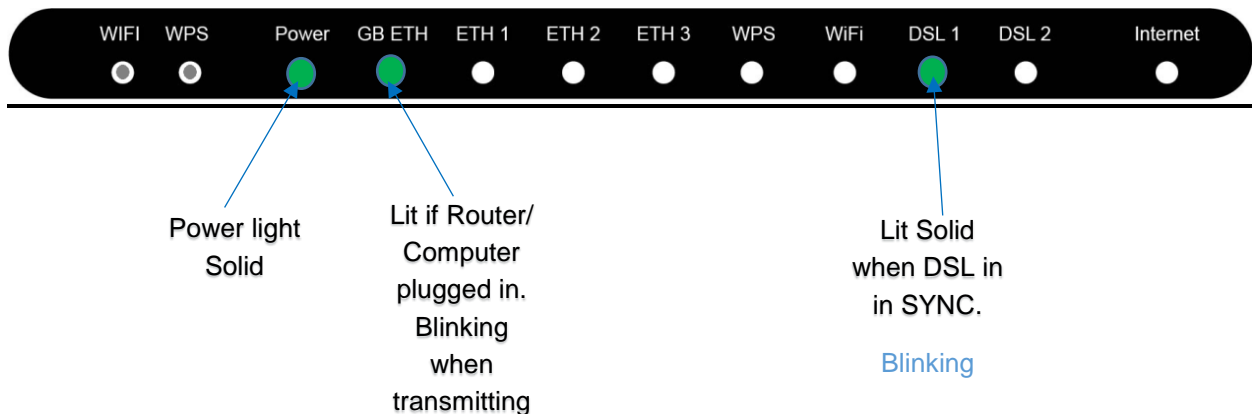 WIFI WPS Power GB ETH ETH 1 ETH 2 ETH 3 WPS WiFi DSL 1 DSL 2 Internet
Power light
Solid
Lit if Router/
Computer
plugged in.
Blinking
when
transmitting
Lit Solid
when DSL in
in SYNC.
Blinking